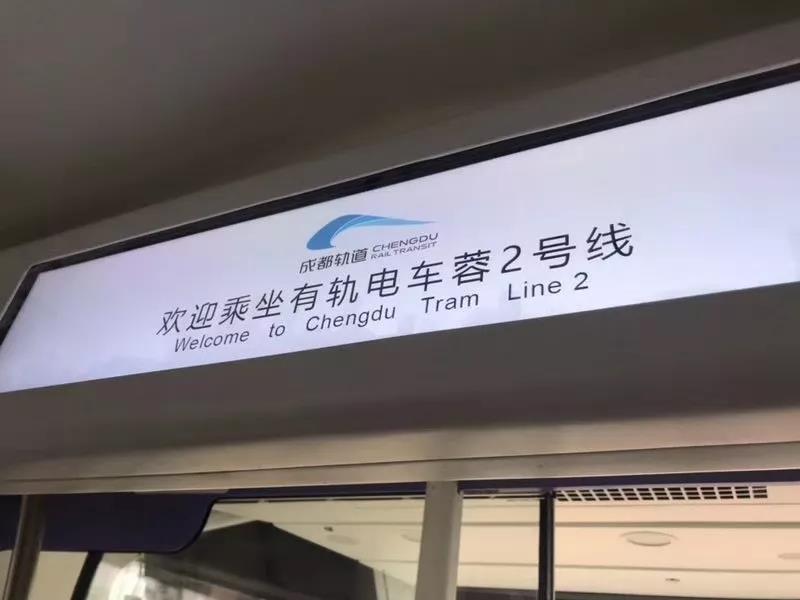 成都轨道 CHENGDU
RAIL TRANSIT
欢迎乘坐有轨电车蓉2号线
Welcome to Chengdu Tram Line 2